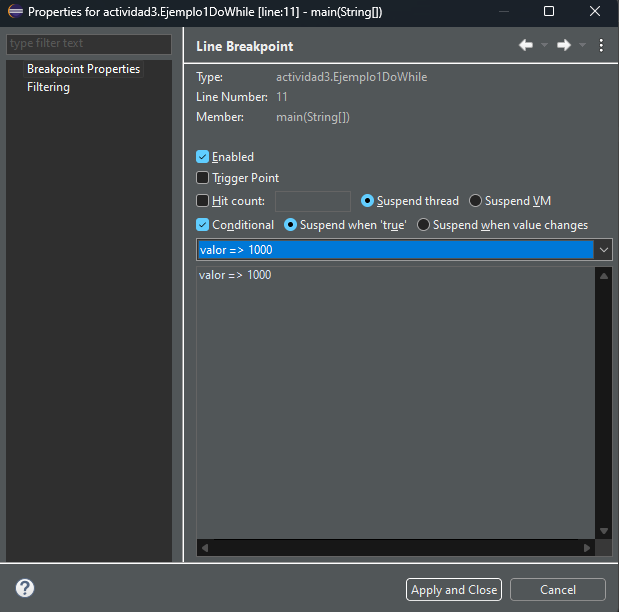 Properties for actividad3.Ejemplo1DoWhile [line:11] - main(String[])
type filter text
Breakpoint Properties
Filtering
Line Breakpoint
Type: actividad3.Ejemplo1DoWhile
Line Number: 11
Member: main(String[])
Enabled
Trigger Point
Hit count: Suspend thread Suspend VM
Conditional Suspend when 'true' Suspend when value changes
valor => 1000
valor => 1000
?
Apply and Close Cancel